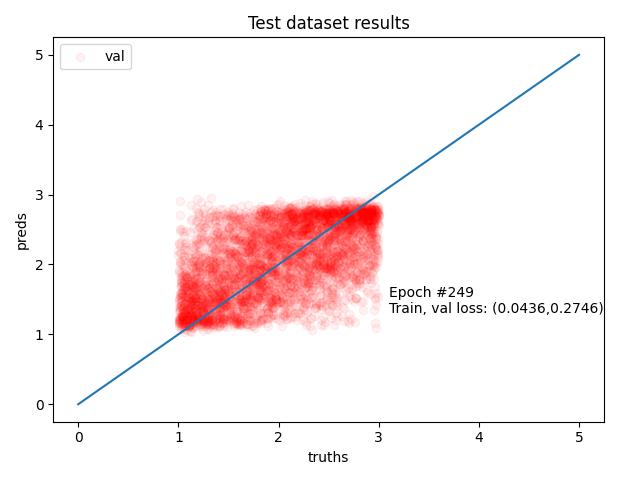 Test dataset results
val
5
4
3
2
1
0
preds
Epoch #249
Train, val loss: (0.0436,0.2746)
0 1 2 3 4 5
truths